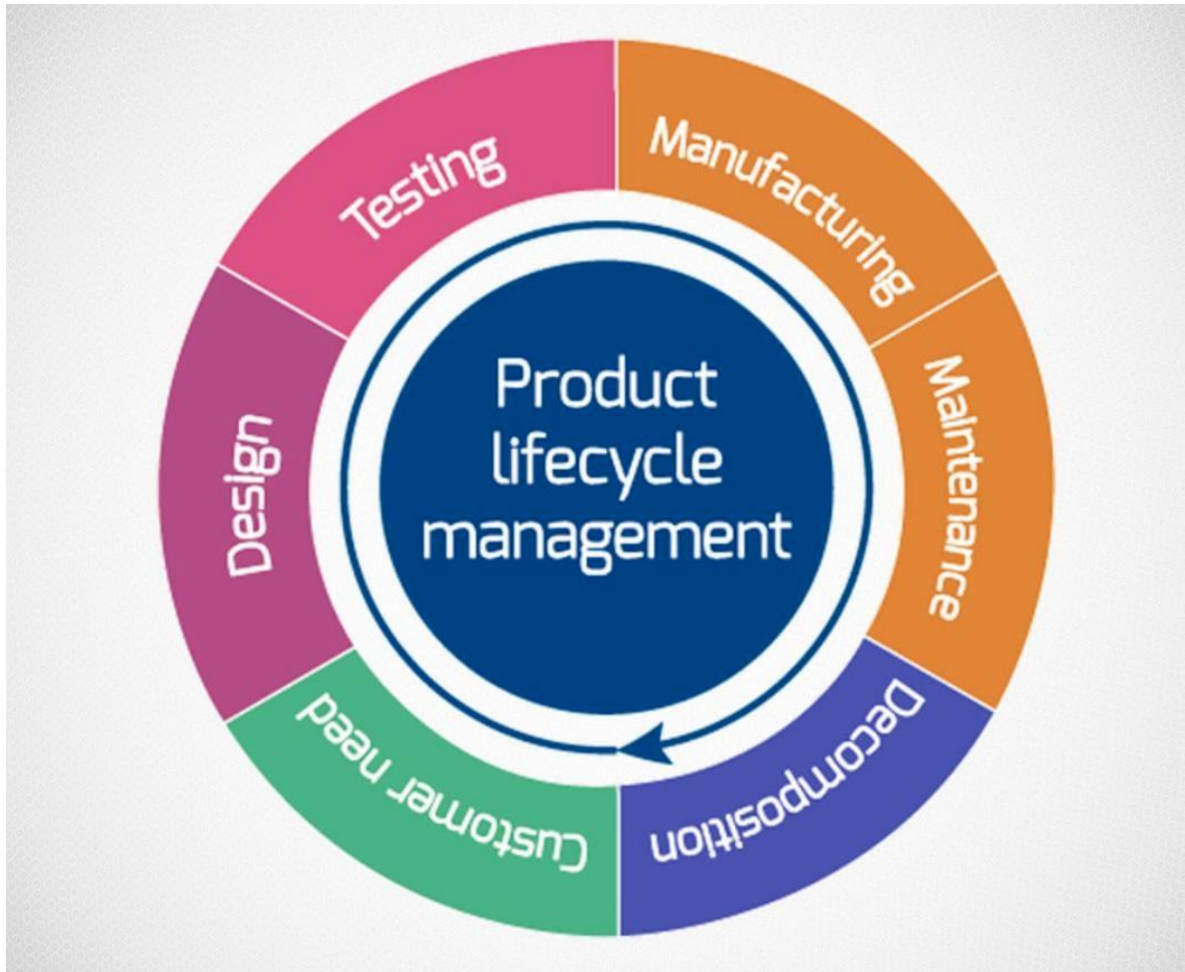 Product
lifecycle
management
Customer need
Design
Testing
Manufacturing
Maintenance
Decomposition